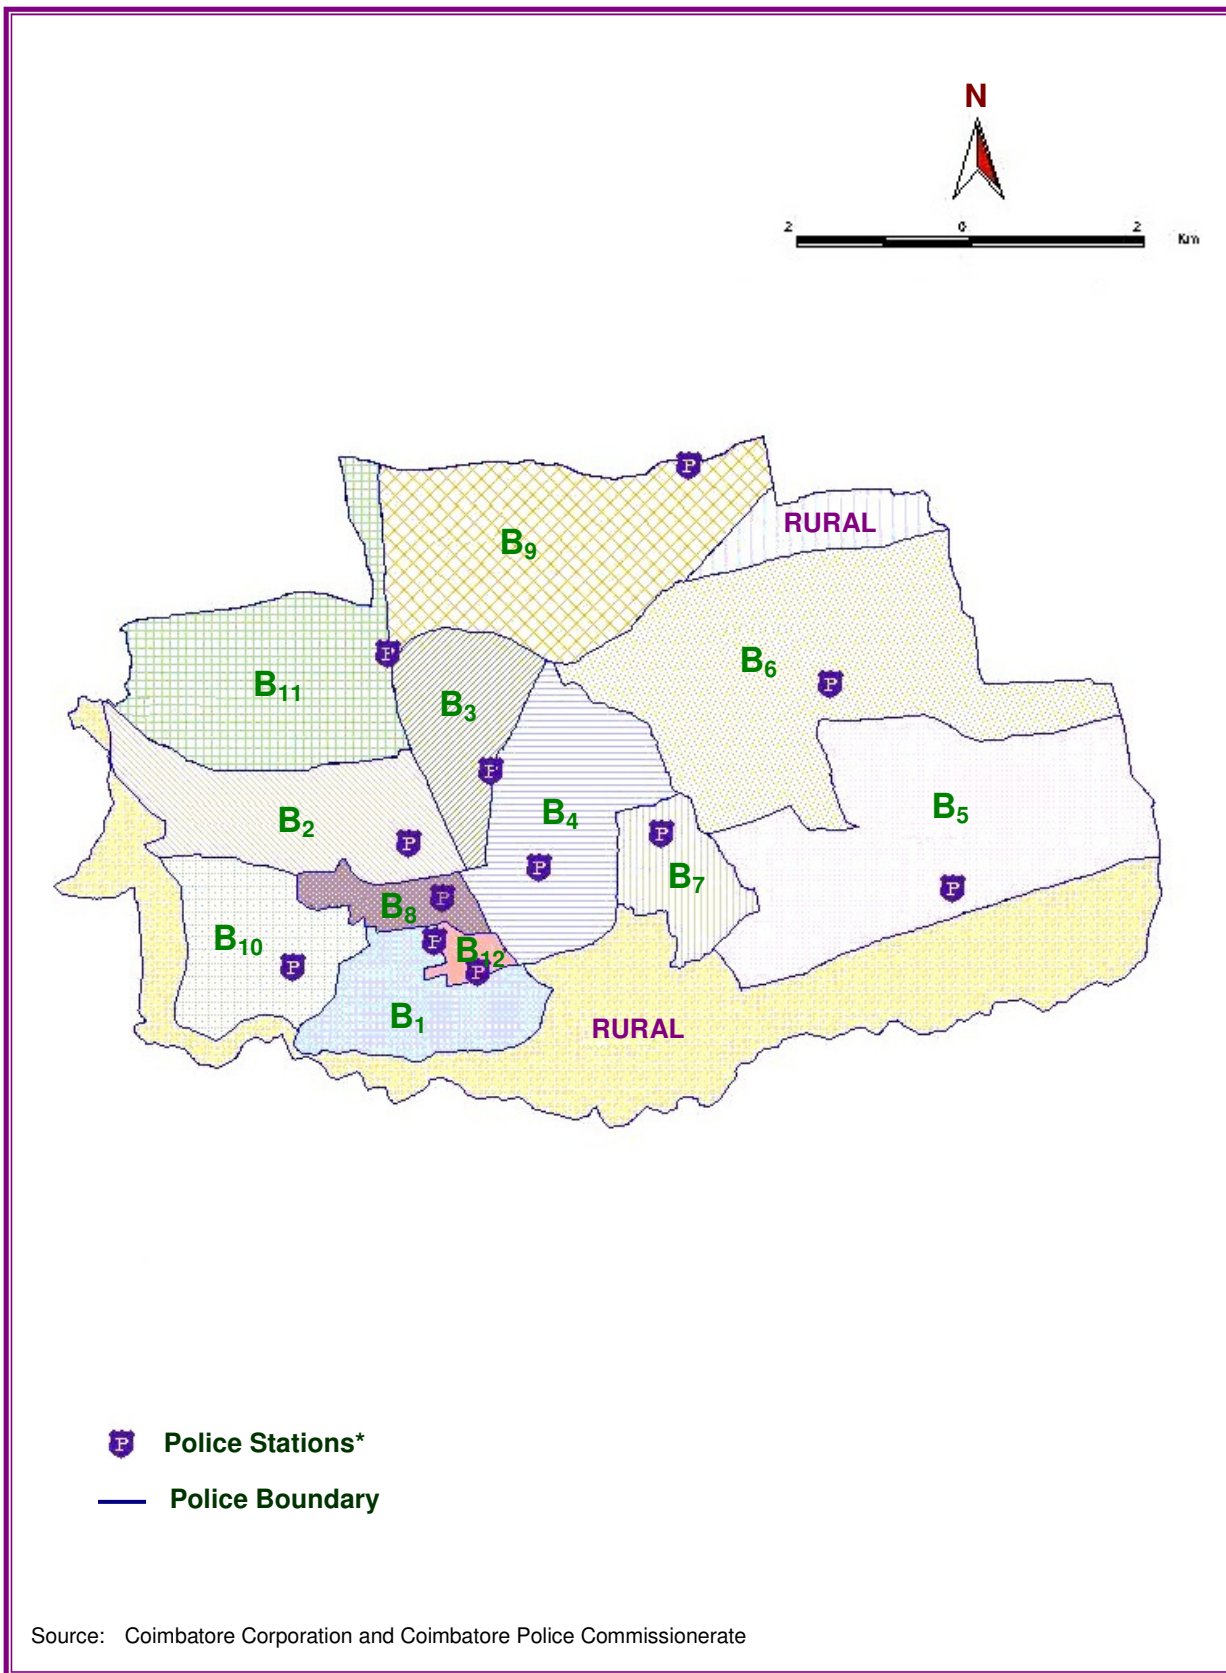 N
2 0 2 Km
P
RURAL
B9
P
B6
P
B11
B3
P
P
B4
B5
B2
P
P
B7
P
P
B8
P
B10
P
B12
P
P
B1
RURAL
P Police Stations*
Police Boundary
Source: Coimbatore Corporation and Coimbatore Police Commissionerate